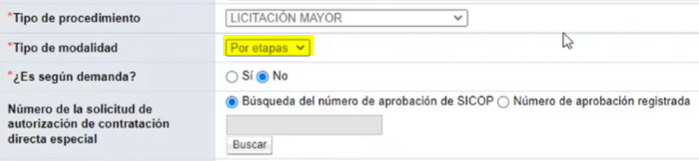 *Tipo de procedimiento LICITACIÓN MAYOR
*Tipo de modalidad Por etapas
*¿Es según demanda? Sí No
Búsqueda del número de aprobación de SICOP Número de aprobación registrada
Número de la solicitud de
autorización de contratación
directa especial
Buscar